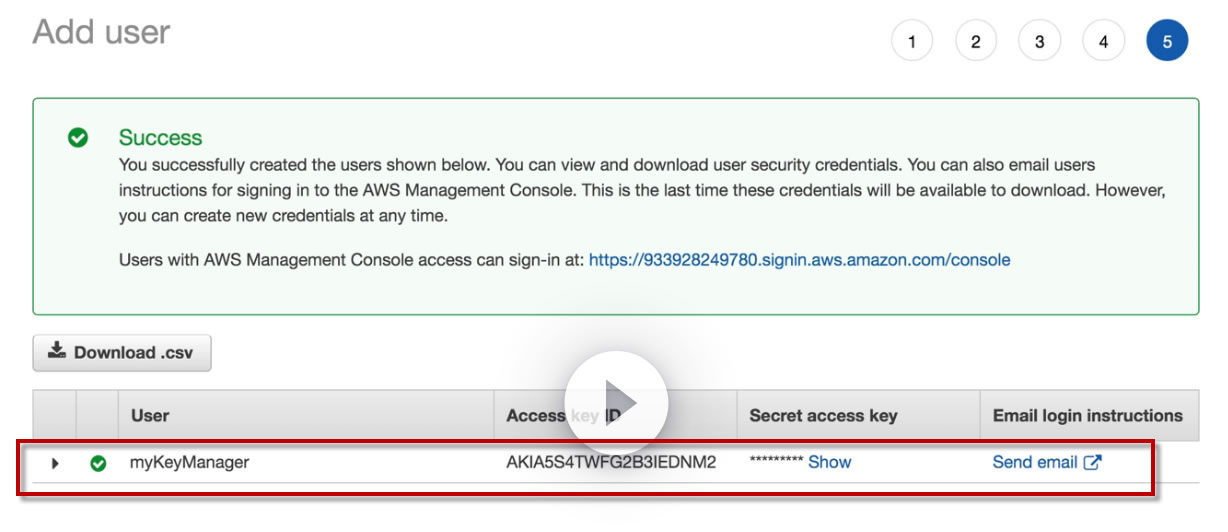 Add user
1 2 3 4 5
Success
You successfully created the users shown below. You can view and download user security credentials. You can also email users
instructions for signing in to the AWS Management Console. This is the last time these credentials will be available to download. However,
you can create new credentials at any time.
Users with AWS Management Console access can sign-in at: https://933928249780.signin.aws.amazon.com/console
Download .csv
User Access key ID Secret access key Email login instructions
myKeyManager AKIA5S4TWFG2B3IEDNM2 ********* Show Send email